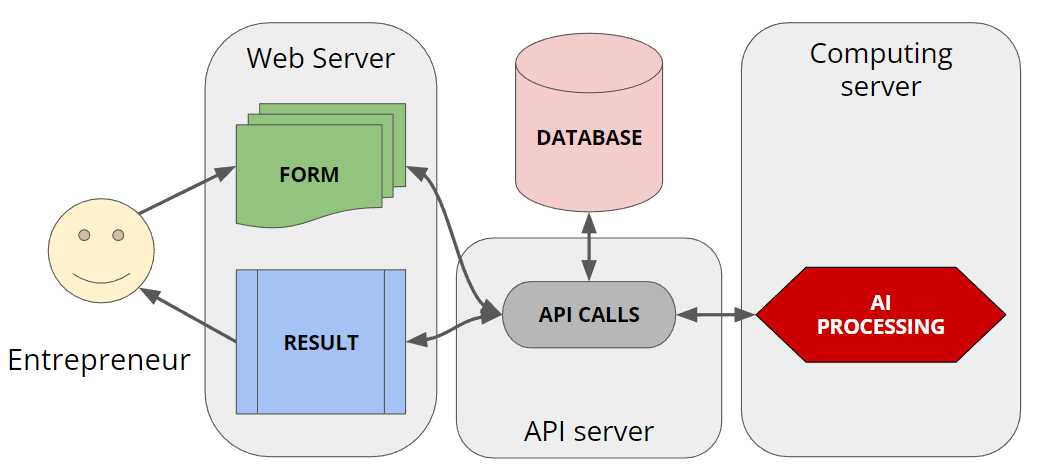 Web Server
FORM
RESULT
Entrepreneur
DATABASE
API CALLS
API server
Computing
server
AI
PROCESSING